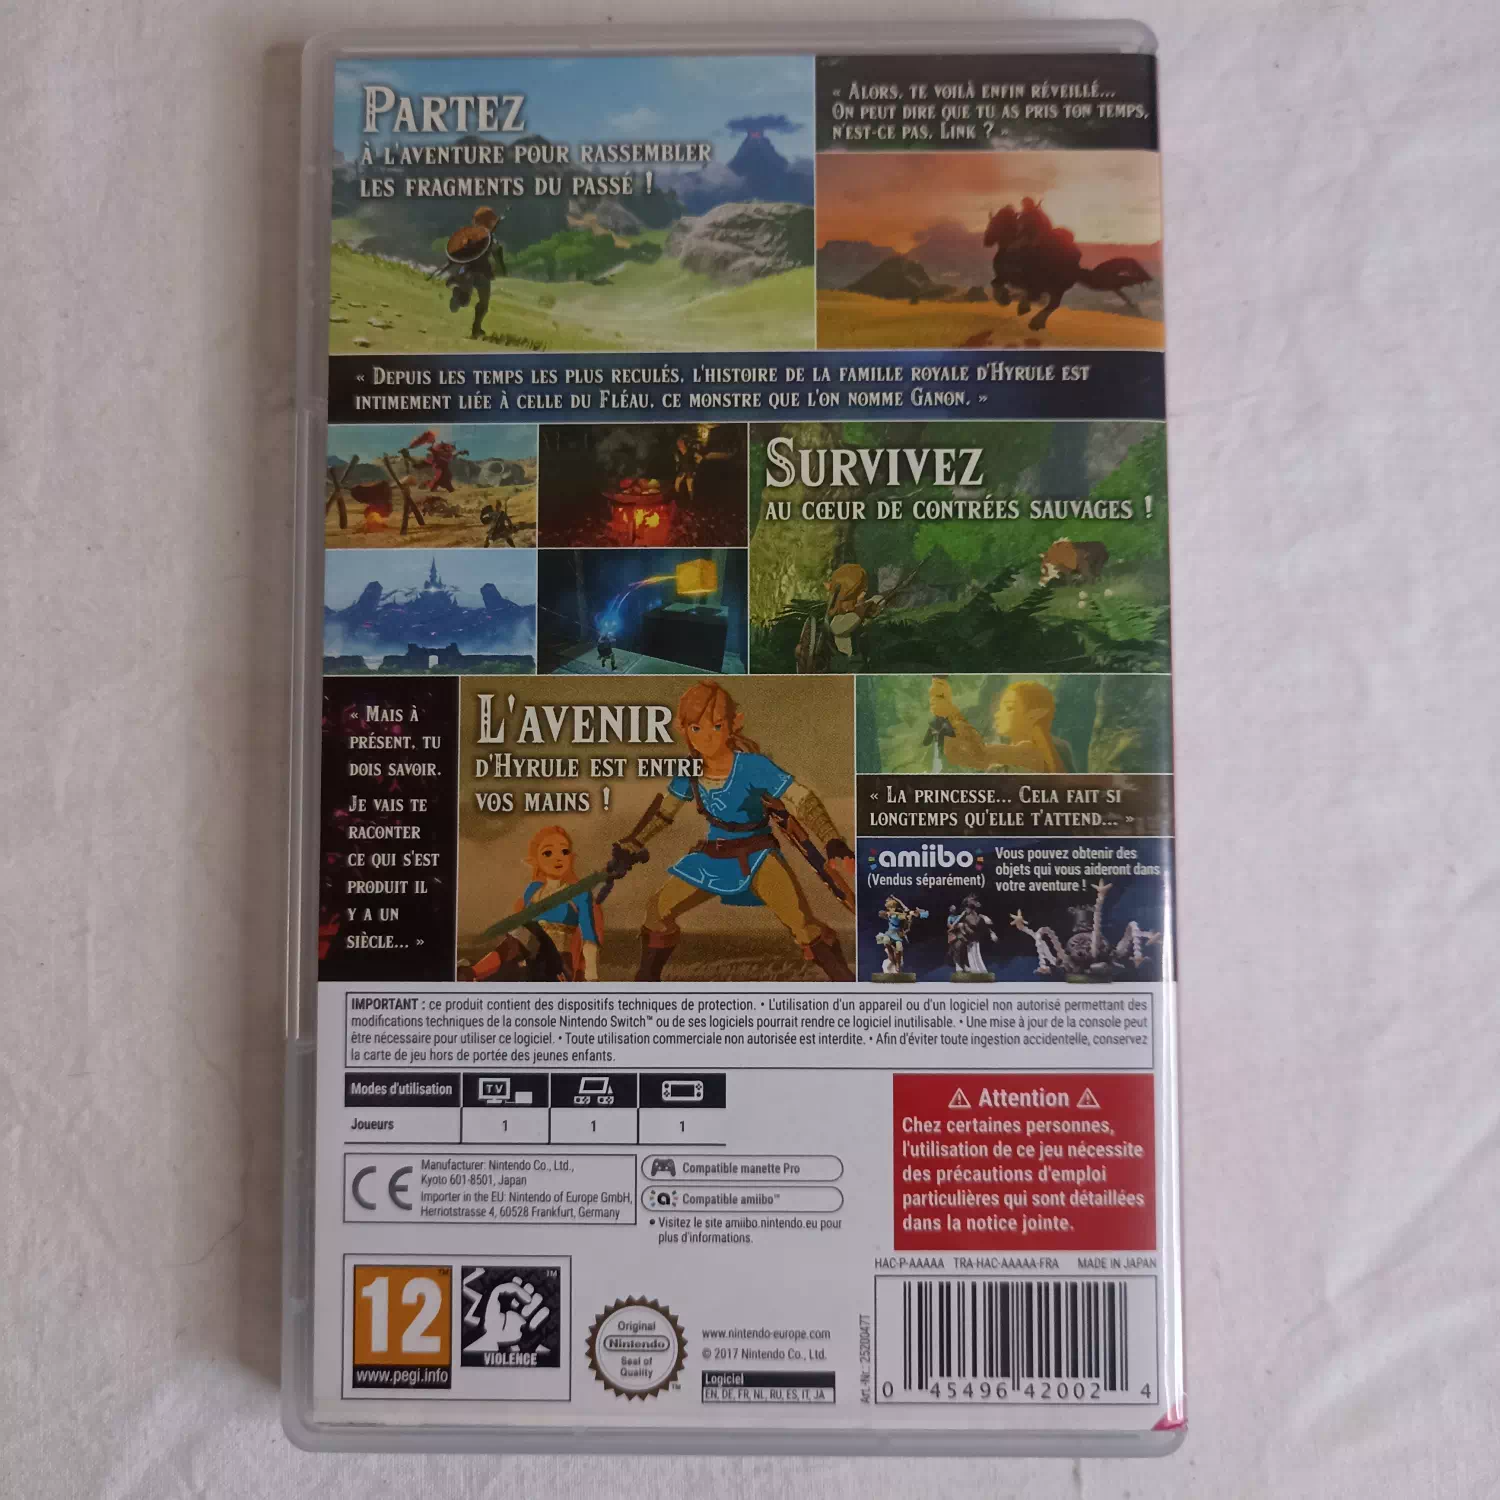 PARTEZ
À L'AVENTURE POUR RASSEMBLER
LES FRAGMENTS DU PASSÉ !
« ALORS, TE VOILÀ ENFIN RÉVEILLÉ...
ON PEUT DIRE QUE TU AS PRIS TON TEMPS,
N'EST-CE PAS, LINK ? »
« DEPUIS LES TEMPS LES PLUS RECULÉS, L'HISTOIRE DE LA FAMILLE ROYALE D'HYRULE EST
INTIMEMENT LIÉE À CELLE DU FLÉAU, CE MONSTRE QUE L'ON NOMME GANON. »
SURVIVEZ
AU CŒUR DE CONTRÉES SAUVAGES !
« MAIS À
PRÉSENT, TU
DOIS SAVOIR.
JE VAIS TE
RACONTER
CE QUI S'EST
PRODUIT IL
Y A UN
SIÈCLE... »
L'AVENIR
D'HYRULE EST ENTRE
VOS MAINS !
« LA PRINCESSE... CELA FAIT SI
LONGTEMPS QU'ELLE T'ATTEND... »
amiibo
(Vendus séparément)
Vous pouvez obtenir des
objets qui vous aideront dans
votre aventure !
IMPORTANT : ce produit contient des dispositifs techniques de protection. • L'utilisation d'un appareil ou d'un logiciel non autorisé permettant des
modifications techniques de la console Nintendo Switch™ ou de ses logiciels pourrait rendre ce logiciel inutilisable. • Une mise à jour de la console peut
être nécessaire pour utiliser ce logiciel. • Toute utilisation commerciale non autorisée est interdite. • Afin d'éviter toute ingestion accidentelle, conservez
la carte de jeu hors de portée des jeunes enfants.
Modes d'utilisation
TV
Joueurs 1 1 1
CE
Manufacturer: Nintendo Co., Ltd.,
Kyoto 601-8501, Japan
Importer in the EU: Nintendo of Europe GmbH,
Herriotstrasse 4, 60528 Frankfurt, Germany
Compatible manette Pro
Compatible amiibo™
• Visitez le site amiibo.nintendo.eu pour
plus d'informations.
Attention
Chez certaines personnes,
l'utilisation de ce jeu nécessite
des précautions d'emploi
particulières qui sont détaillées
dans la notice jointe.
HAC-P-AAAAA TRA-HAC-AAAAA-FRA MADE IN JAPAN
12™
www.pegi.info
™
VIOLENCE
Original
Nintendo
Seal of
Quality
™
www.nintendo-europe.com
© 2017 Nintendo Co., Ltd.
Logiciel
EN, DE, FR, NL, RU, ES, IT, JA
Art.-Nr.: 2520047T
0 45496 42002 4